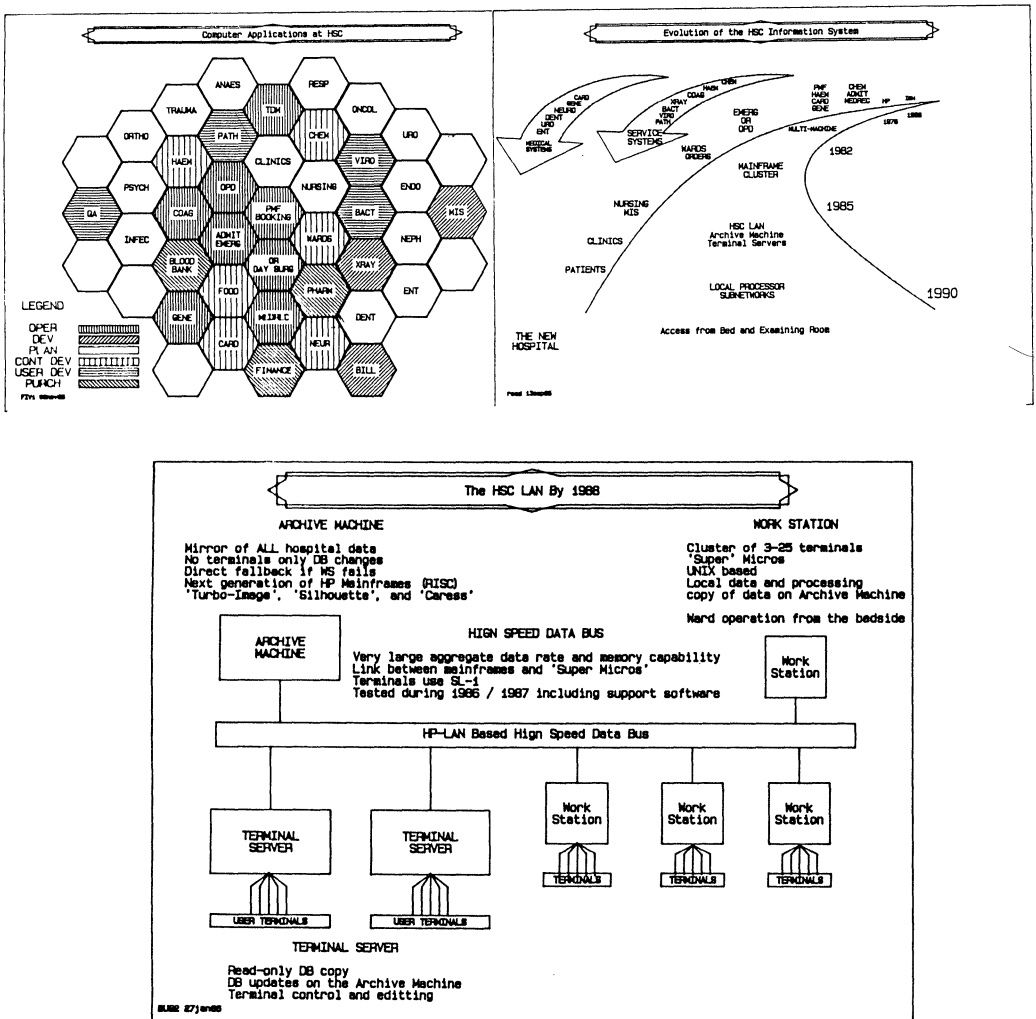 Computer Applications at HSC
ANAES
RESP
TRAUMA
TDM
ONCOL
ORTHO
PATH
CHEM
URO
HAEM
CLINICS
VIRO
PSYCH
OPD
NURSING
ENDO
QA
COAG
PMF
BOOKING
BACT
MIS
INFEC
ADMIT
EMERG
WARDS
NEPH
BLOOD
BANK
OR
DAY SURG
XRAY
FOOD
PHARM
ENT
GENE
MEDREC
DENT
CARD
NEUR
FINANCE
BILL
LEGEND
OPER
DEV
PLAN
CONT DEV
USER DEV
PURCH
Evolution of the HSC Information System
CARD
GENE
NEURO
DENT
URO
ENT
MEDICAL
SYSTEMS
CHEM
HAEM
COAG
XRAY
BACT
VIRO
PATH
SERVICE
SYSTEMS
EMERG
OR
OPD
WARDS
ORDERS
PMF
HAEM
CARD
GENE
CHEM
ADMIT
MEDREC
HP
IBM
MULTI-MACHINE
1976
1982
MAINFRAME
CLUSTER
NURSING
MIS
1985
HSC LAN
Archive Machine
Terminal Servers
CLINICS
PATIENTS
LOCAL PROCESSOR
SUBNETWORKS
1990
THE NEW
HOSPITAL
Access from Bed and Examining Room
The HSC LAN By 1988
ARCHIVE MACHINE
Mirror of ALL hospital data
No terminals only DB changes
Direct fallback if WS fails
Next generation of HP Mainframes (RISC)
'Turbo-Image', 'Silhouette', and 'Caress'
WORK STATION
Cluster of 3-25 terminals
'Super' Micros
UNIX based
Local data and processing
copy of data on Archive Machine
Ward operation from the bedside
ARCHIVE
MACHINE
HIGN SPEED DATA BUS
Very large aggregate data rate and memory capability
Link between mainframes and 'Super Micros'
Terminals use SL-1
Tested during 1986 / 1987 including support software
Work
Station
HP-LAN Based Hign Speed Data Bus
TERMINAL
SERVER
TERMINAL
SERVER
Work
Station
Work
Station
Work
Station
TERMINALS
TERMINALS
TERMINALS
USER TERMINALS
USER TERMINALS
TERMINAL SERVER
Read-only DB copy
DB updates on the Archive Machine
Terminal control and editting